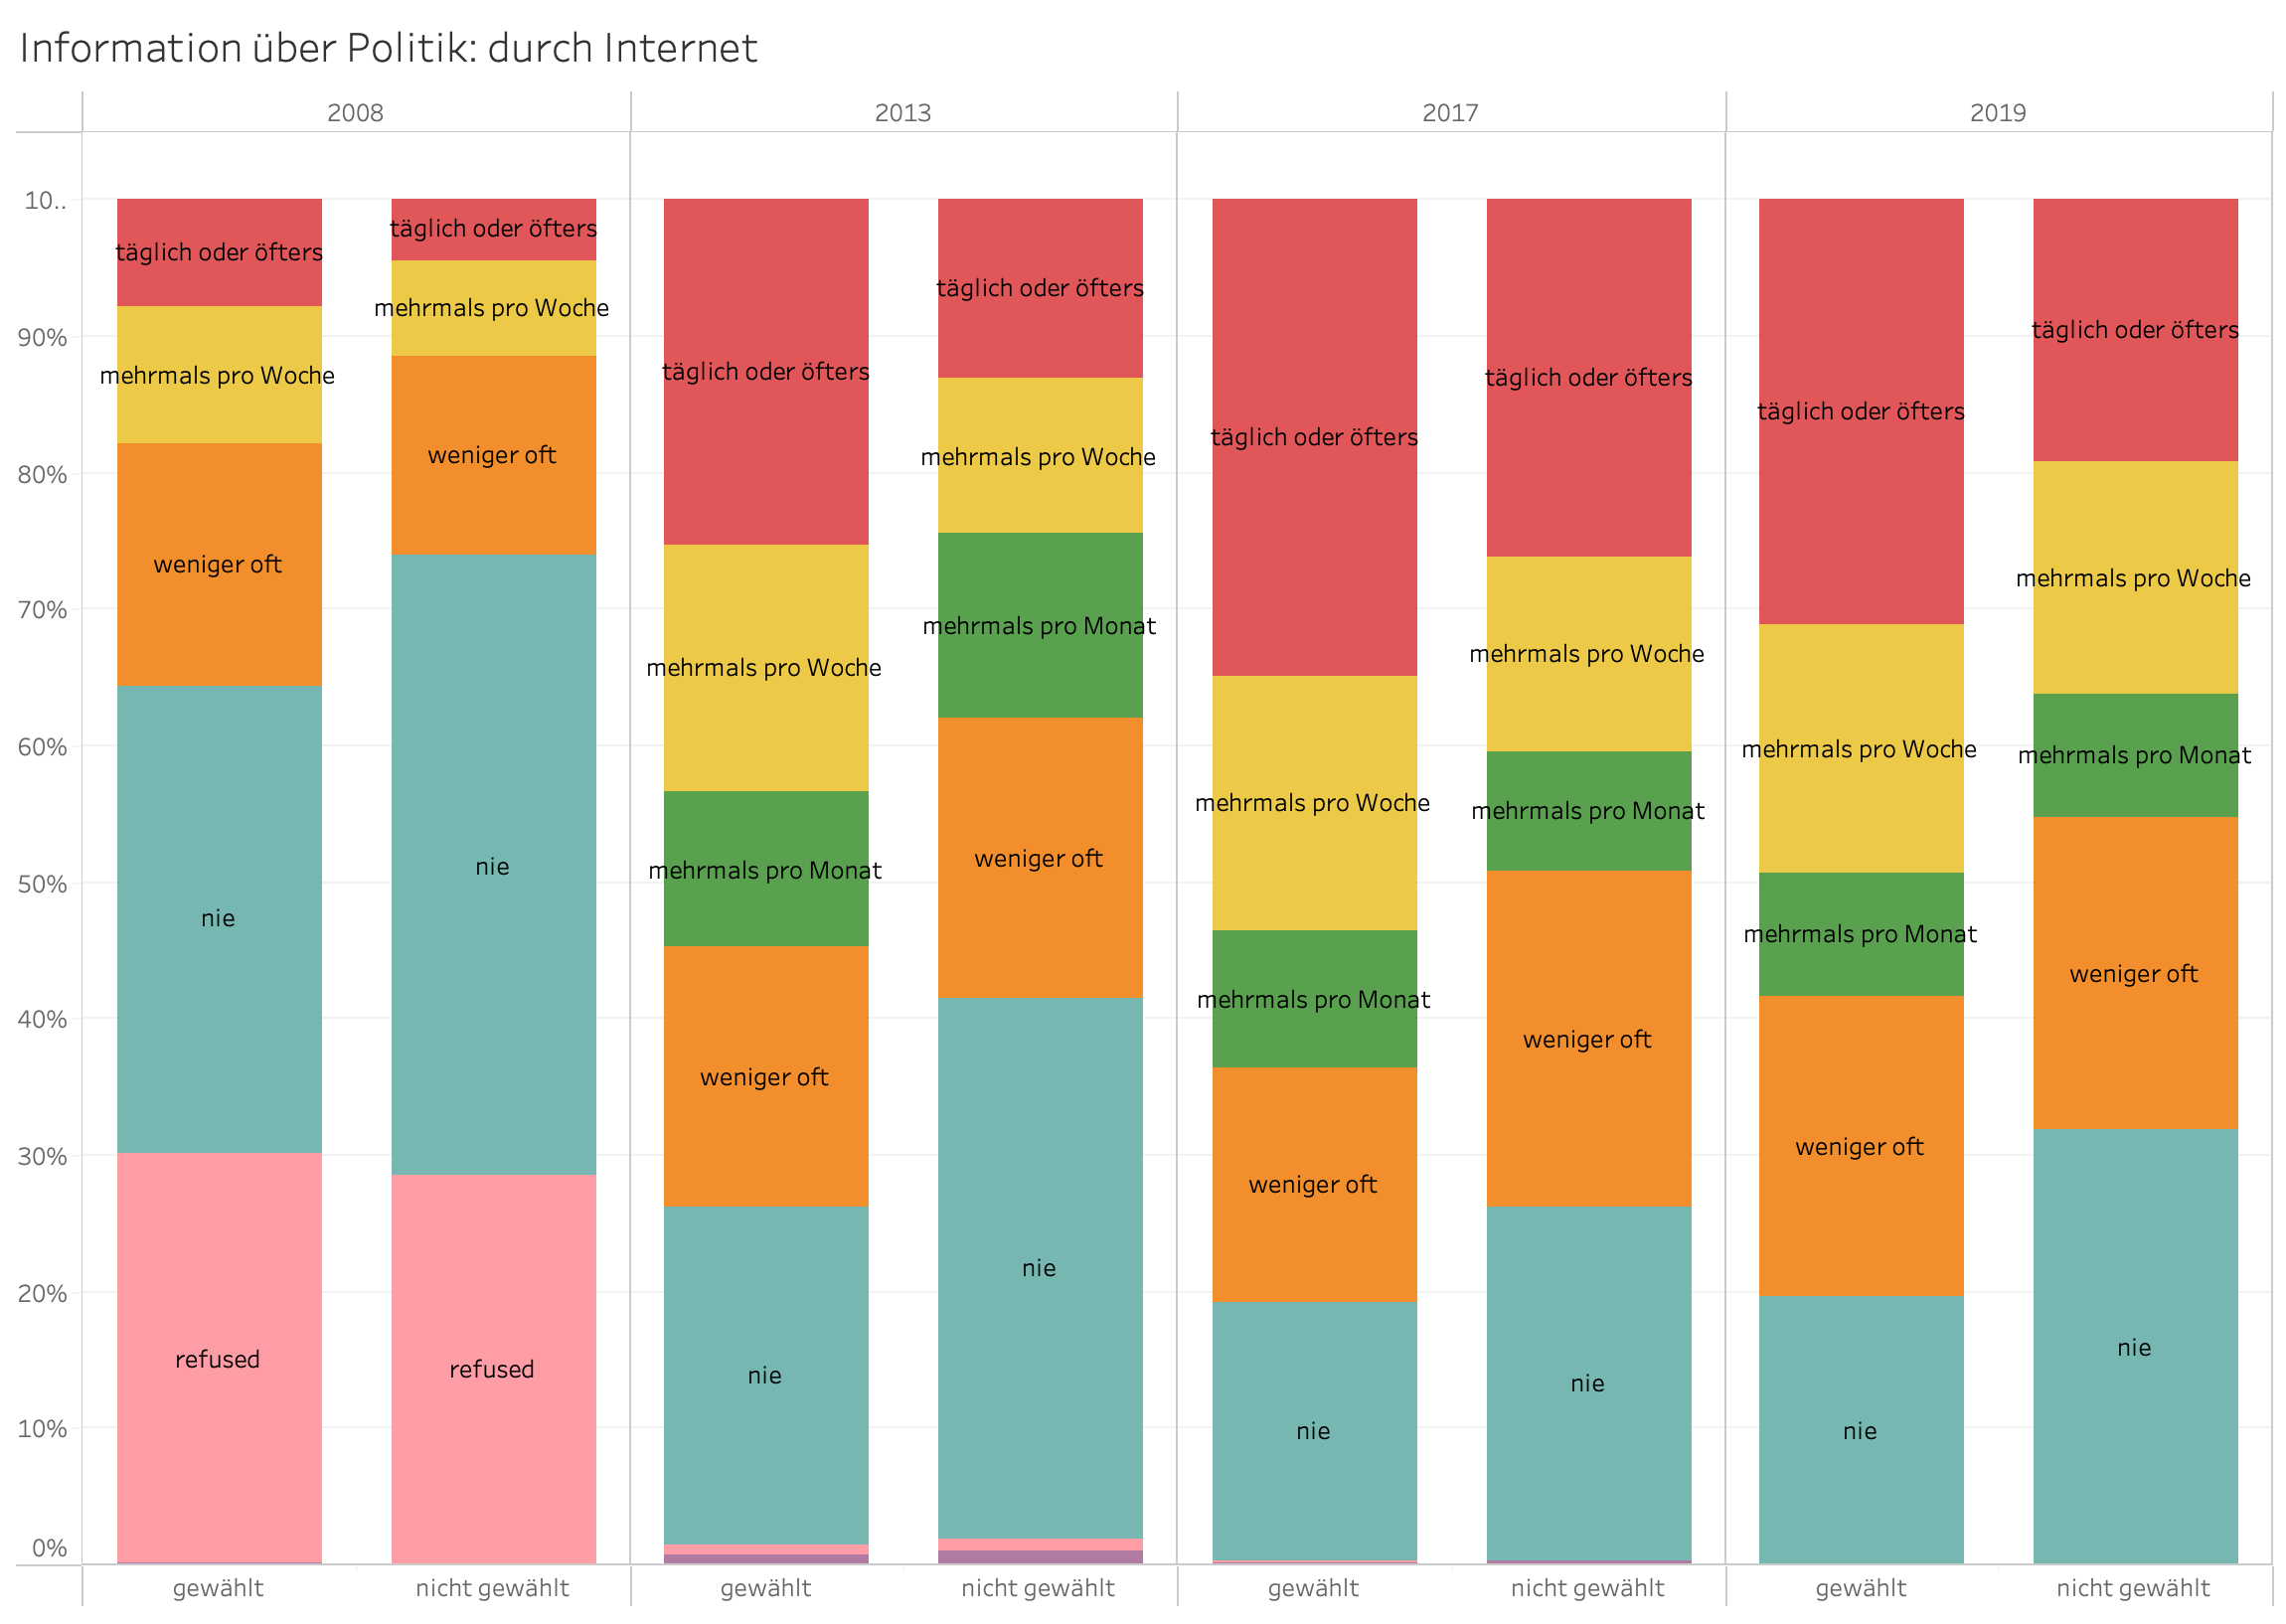 Information über Politik: durch Internet
2008 2013 2017 2019
10..
90%
80%
70%
60%
50%
40%
30%
20%
10%
0%
täglich oder öfters
mehrmals pro Woche
weniger oft
nie
refused
täglich oder öfters
mehrmals pro Woche
weniger oft
nie
refused
täglich oder öfters
mehrmals pro Woche
mehrmals pro Monat
weniger oft
nie
täglich oder öfters
mehrmals pro Woche
mehrmals pro Monat
weniger oft
nie
täglich oder öfters
mehrmals pro Woche
mehrmals pro Monat
weniger oft
nie
täglich oder öfters
mehrmals pro Woche
mehrmals pro Monat
weniger oft
nie
täglich oder öfters
mehrmals pro Woche
mehrmals pro Monat
weniger oft
nie
täglich oder öfters
mehrmals pro Woche
mehrmals pro Monat
weniger oft
nie
gewählt nicht gewählt gewählt nicht gewählt gewählt nicht gewählt gewählt nicht gewählt